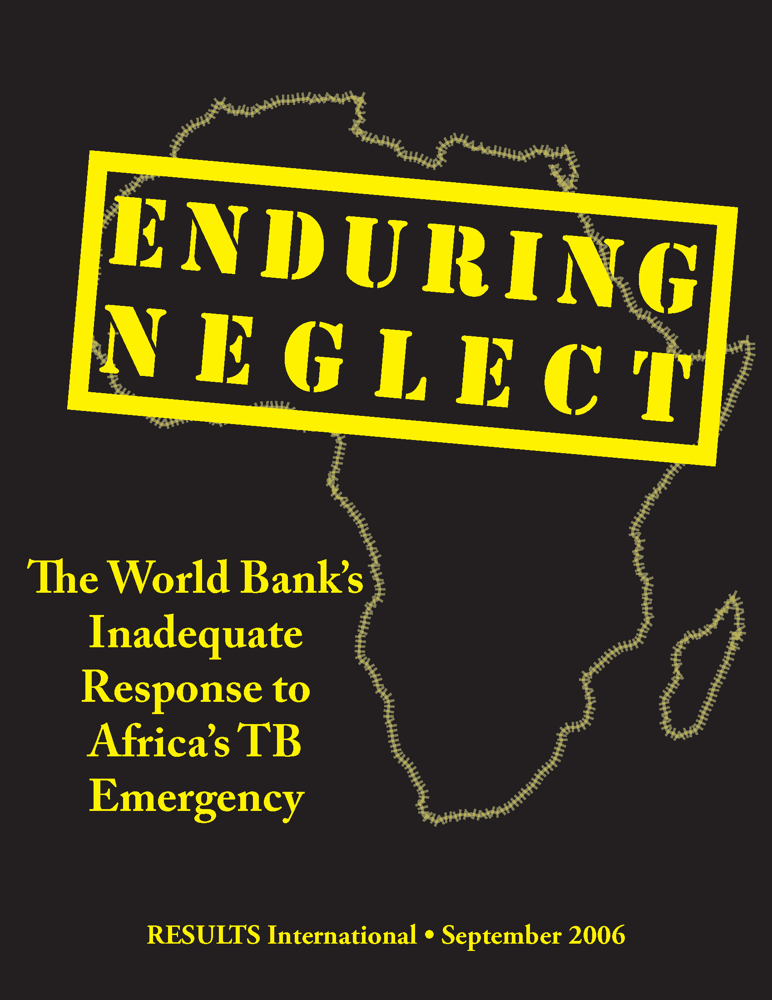 ENDURING
NEGLECT
The World Bank’s
Inadequate
Response to
Africa’s TB
Emergency
RESULTS International • September 2006